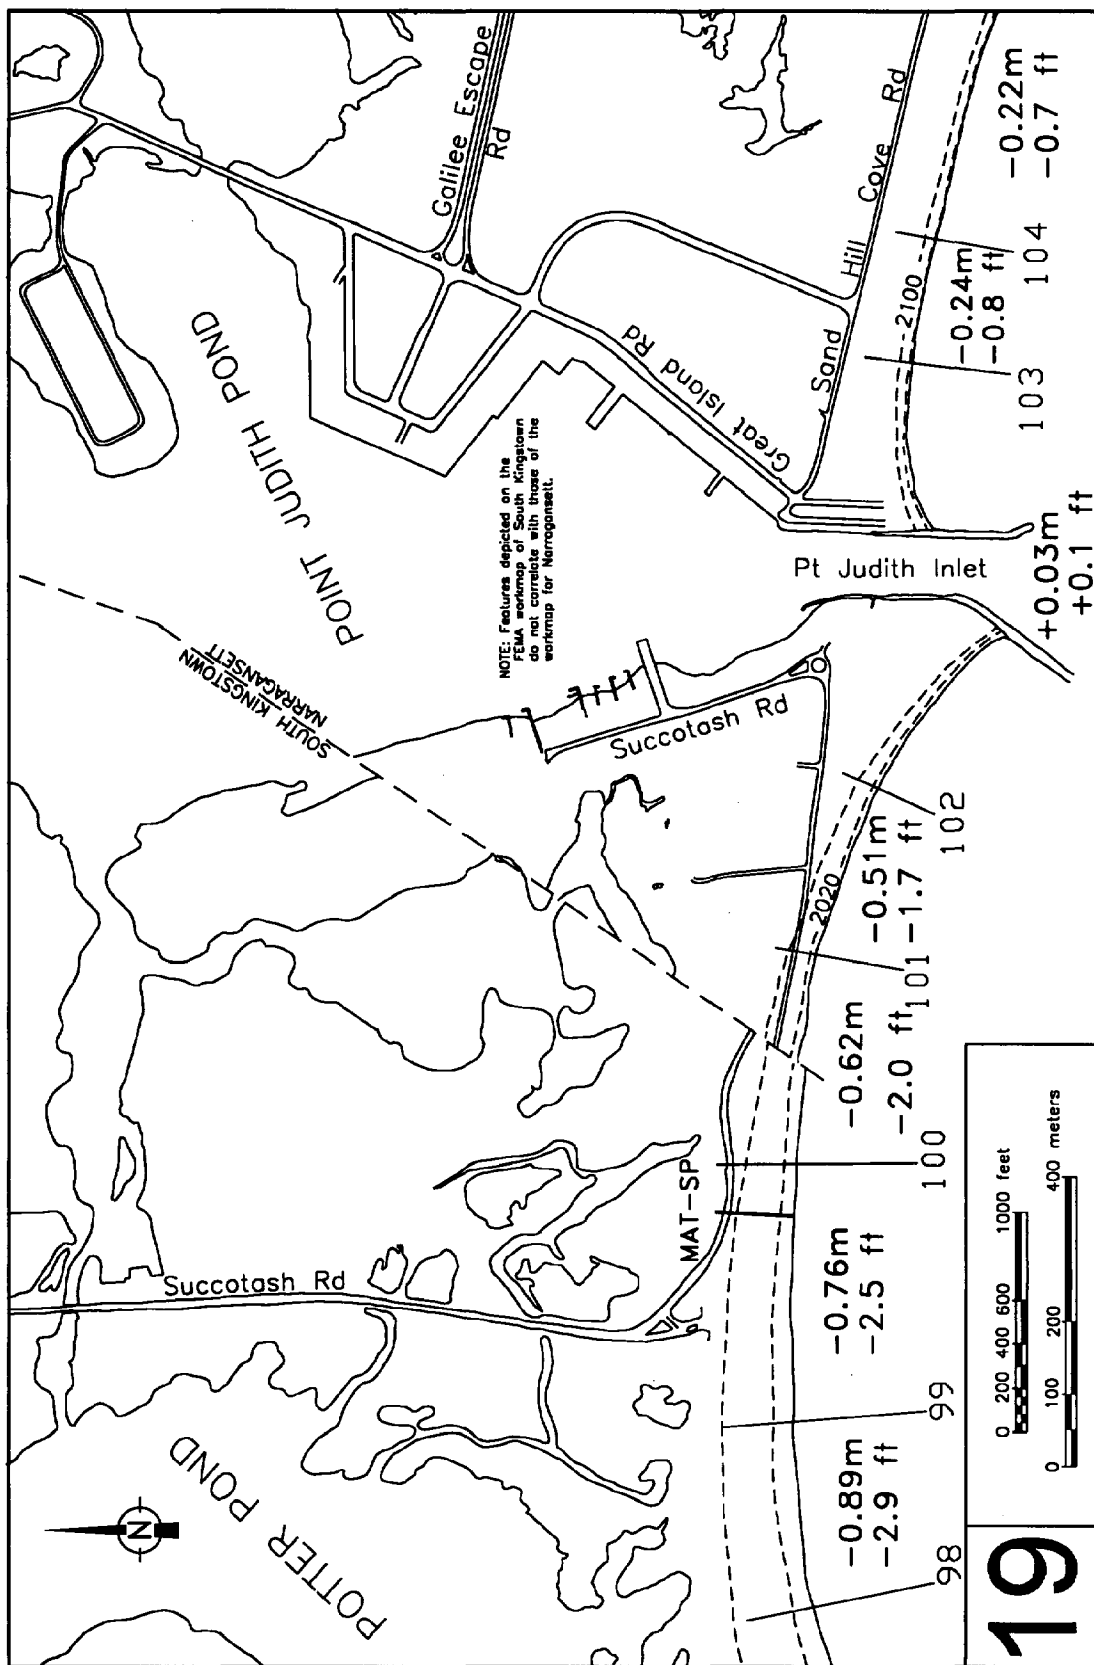 POTTER POND
N
Succotash Rd
SOUTH KINGSTOWN
NARRAGANSETT
POINT JUDITH POND
Galilee Escape
Rd
NOTE: Features depicted on the
FEMA workmap of South Kingstown
do not correlate with those of the
workmap for Narragansett.
Great Island Rd
Sand Hill Cove Rd
Succotash Rd
Pt Judith Inlet
MAT-SP
2020
2100
98
-0.89m
-2.9 ft
99
-0.76m
-2.5 ft
100
-0.62m
-2.0 ft
101
-0.51m
-1.7 ft
102
+0.03m
+0.1 ft
103
-0.24m
-0.8 ft
104
-0.22m
-0.7 ft
19
0 200 400 600 1000 feet
0 100 200 400 meters